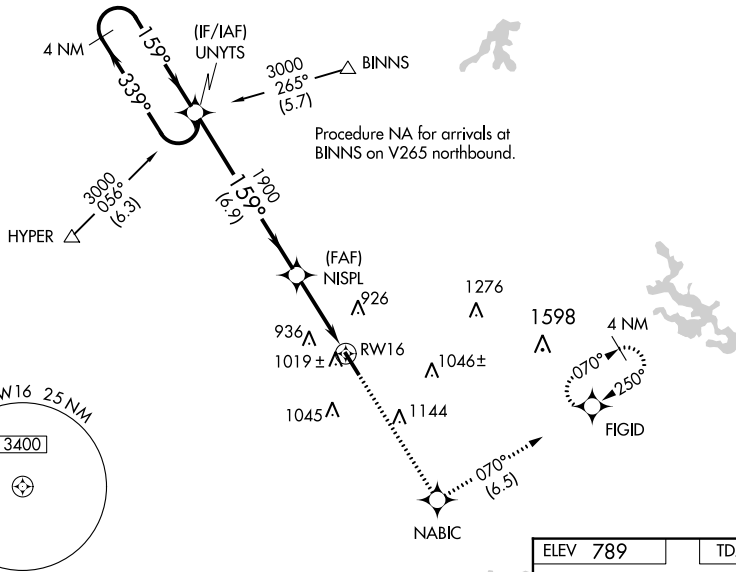 (IF/IAF)
UNYTS
4 NM
159°
339°
3000
265°
(5.7)
BINNS
Procedure NA for arrivals at
BINNS on V265 northbound.
3000
056°
(6.3)
HYPER
1900
159°
(6.9)
(FAF)
NISPL
926
1276
1598
4 NM
936
RW16
1019 ±
1046±
070°
250°
1045
1144
FIGID
W16 25 NM
3400
070°
(6.5)
NABIC
ELEV 789
TD